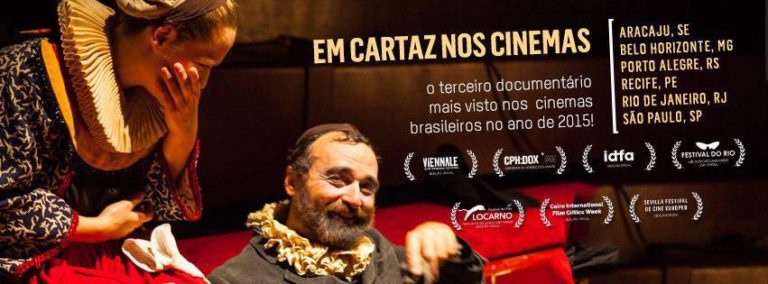 EM CARTAZ NOS CINEMAS
o terceiro documentário
mais visto nos cinemas
brasileiros no ano de 2015!
ARACAJU, SE
BELO HORIZONTE, MG
PORTO ALEGRE, RS
RECIFE, PE
RIO DE JANEIRO, RJ
SÃO PAULO, SP
VIENNALE
CPH:DOX
idfa
FESTIVAL DO RIO
LOCARNO
Cairo International
Film Critics Week
SEVILLA FESTIVAL
DE CINE EUROPEO